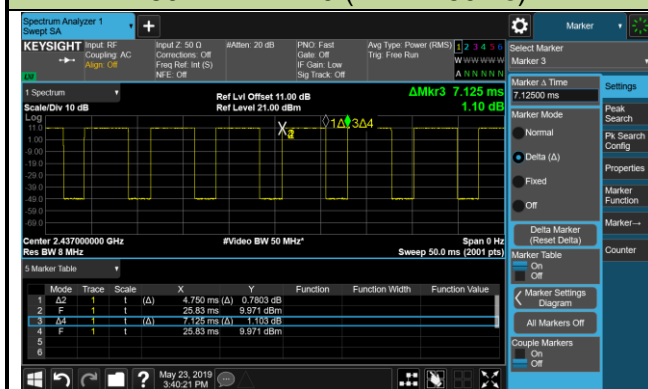 Spectrum Analyzer 1
Swept SA
Marker
KEYSIGHT
Input: RF
Coupling: AC
Align: Off
Input Z: 50 Ω
Corrections: Off
Freq Ref: Int (S)
NFE: Off
#Atten: 20 dB
PNO: Fast
Gate: Off
IF Gain: Low
Sig Track: Off
Avg Type: Power (RMS)
Trig: Free Run
1 2 3 4 5 6
W W W W W W
A N N N N N
Select Marker
Marker 3
LXI
1 Spectrum
Scale/Div 10 dB
Ref Lvl Offset 11.00 dB
Ref Level 21.00 dBm
ΔMkr3 7.125 ms
1.10 dB
Log
11.0
1.00
-9.00
-19.0
-29.0
-39.0
-49.0
-59.0
-69.0
1Δ 3Δ4
Center 2.437000000 GHz
#Video BW 50 MHz*
Span 0 Hz
Res BW 8 MHz
Sweep 50.0 ms (2001 pts)
5 Marker Table
Mode Trace Scale X Y Function Function Width Function Value
1 Δ2 1 t (Δ) 4.750 ms (Δ) 0.7803 dB
2 F 1 t 25.83 ms 9.971 dBm
3 Δ4 1 t (Δ) 7.125 ms (Δ) 1.103 dB
4 F 1 t 25.83 ms 9.971 dBm
5
6
Marker Δ Time
7.12500 ms
Marker Mode
Normal
Delta (Δ)
Fixed
Off
Delta Marker
(Reset Delta)
Marker Table
On
Off
Marker Settings
Diagram
All Markers Off
Couple Markers
On
Off
Settings
Peak
Search
Pk Search
Config
Properties
Marker
Function
Marker→
Counter
May 23, 2019
3:40:21 PM